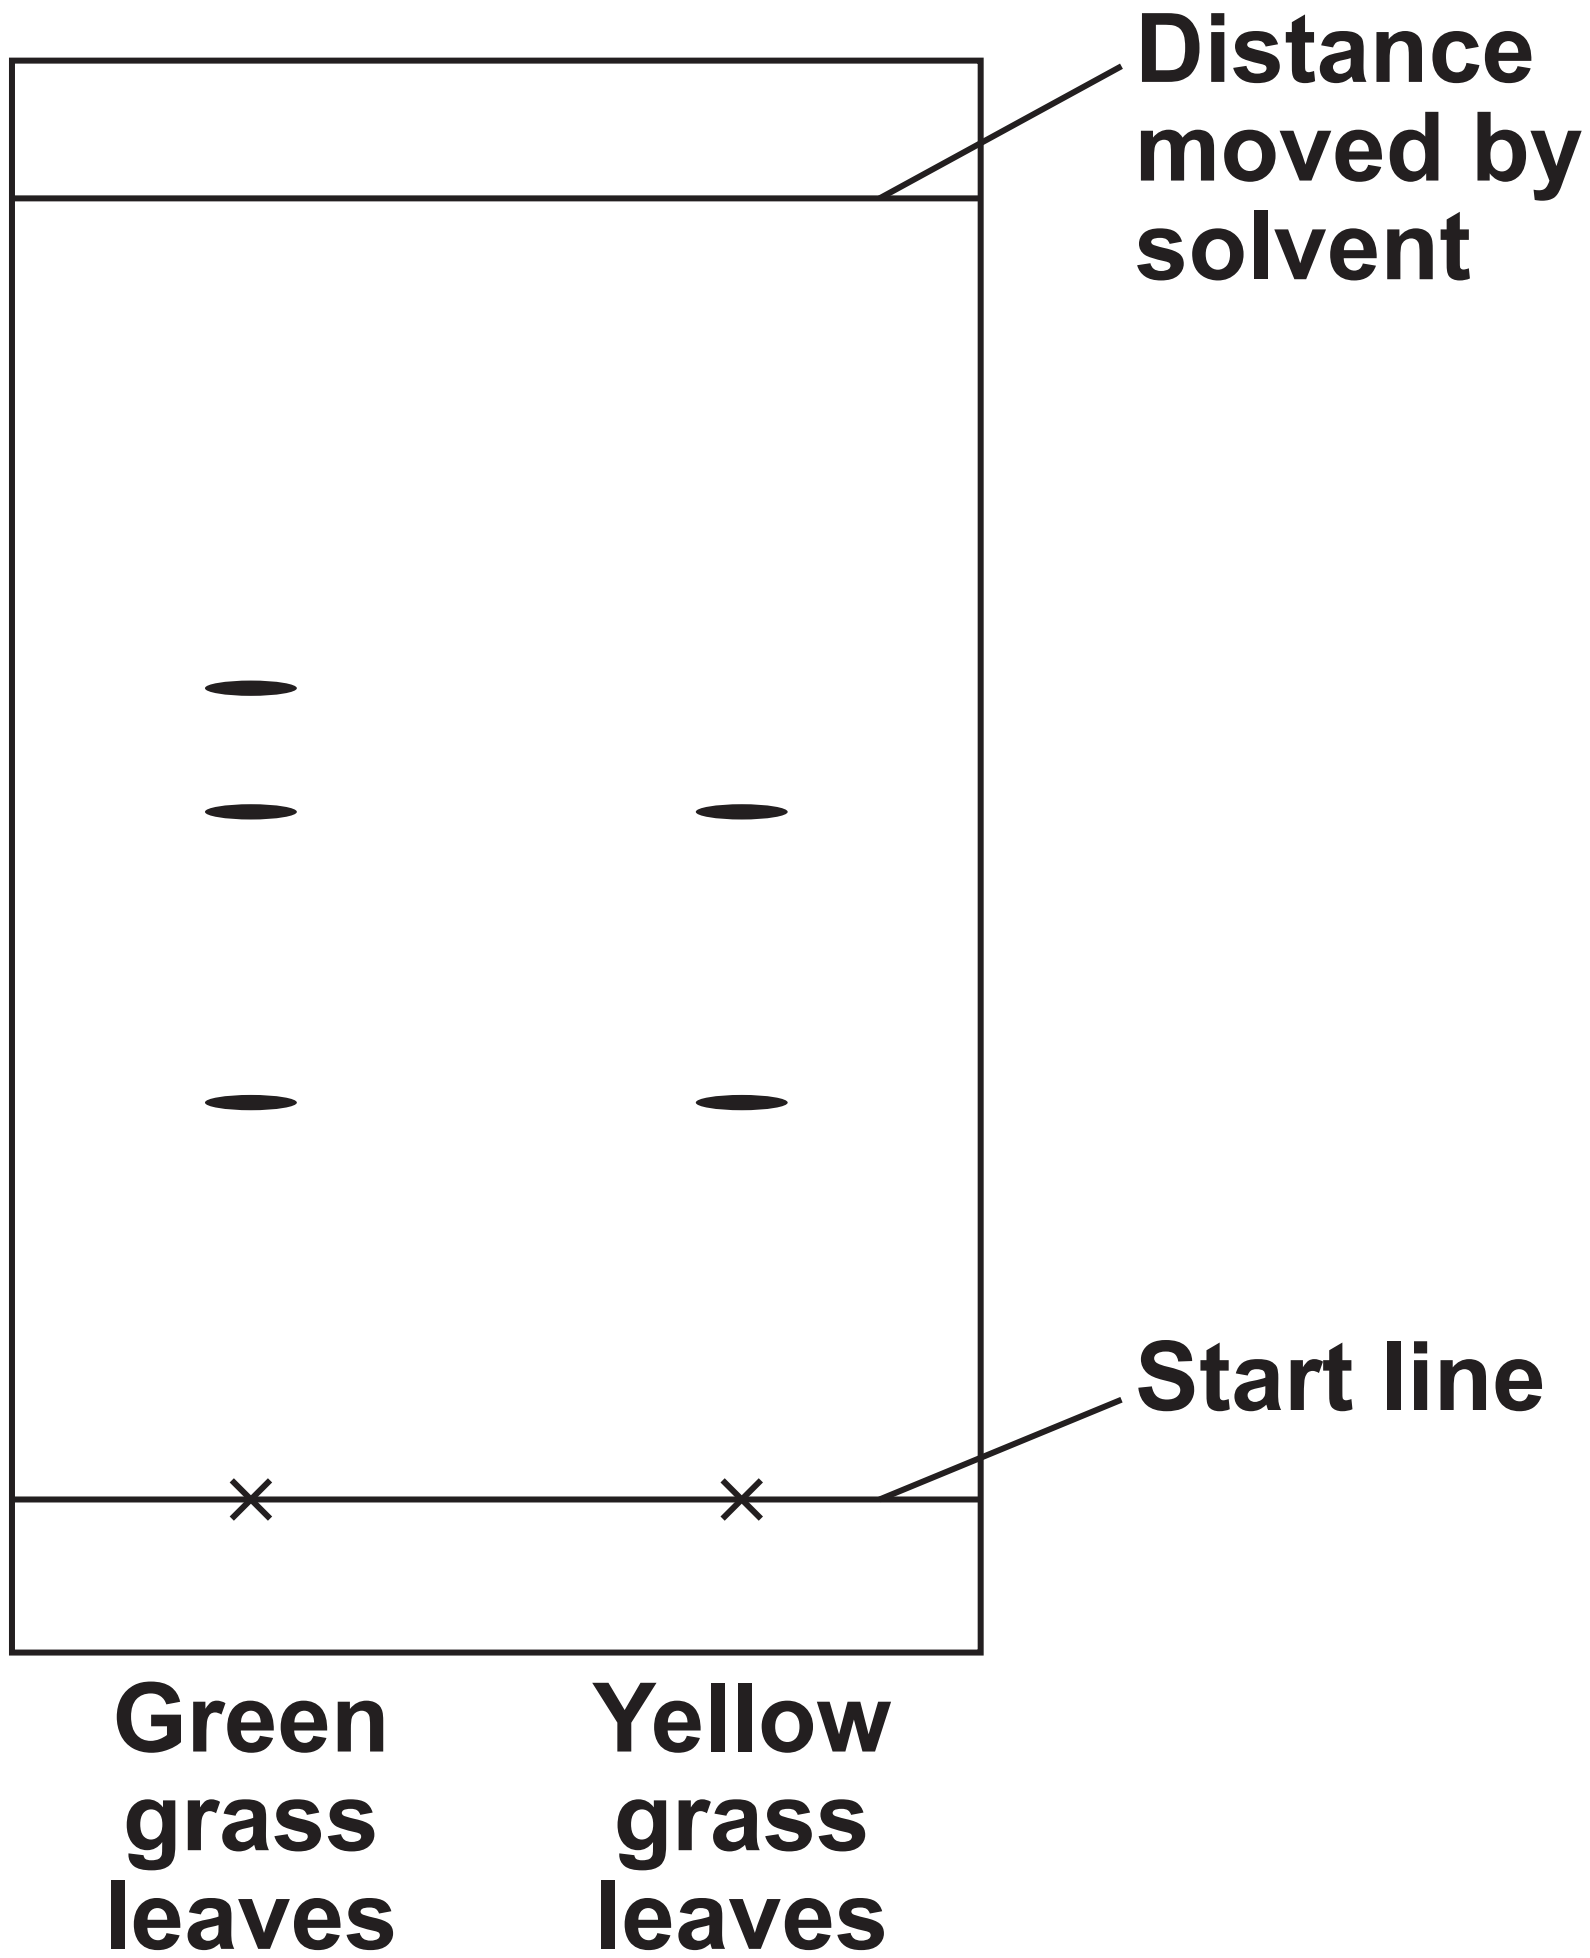 Distance
moved by
solvent
Start line
Green
grass
leaves
Yellow
grass
leaves